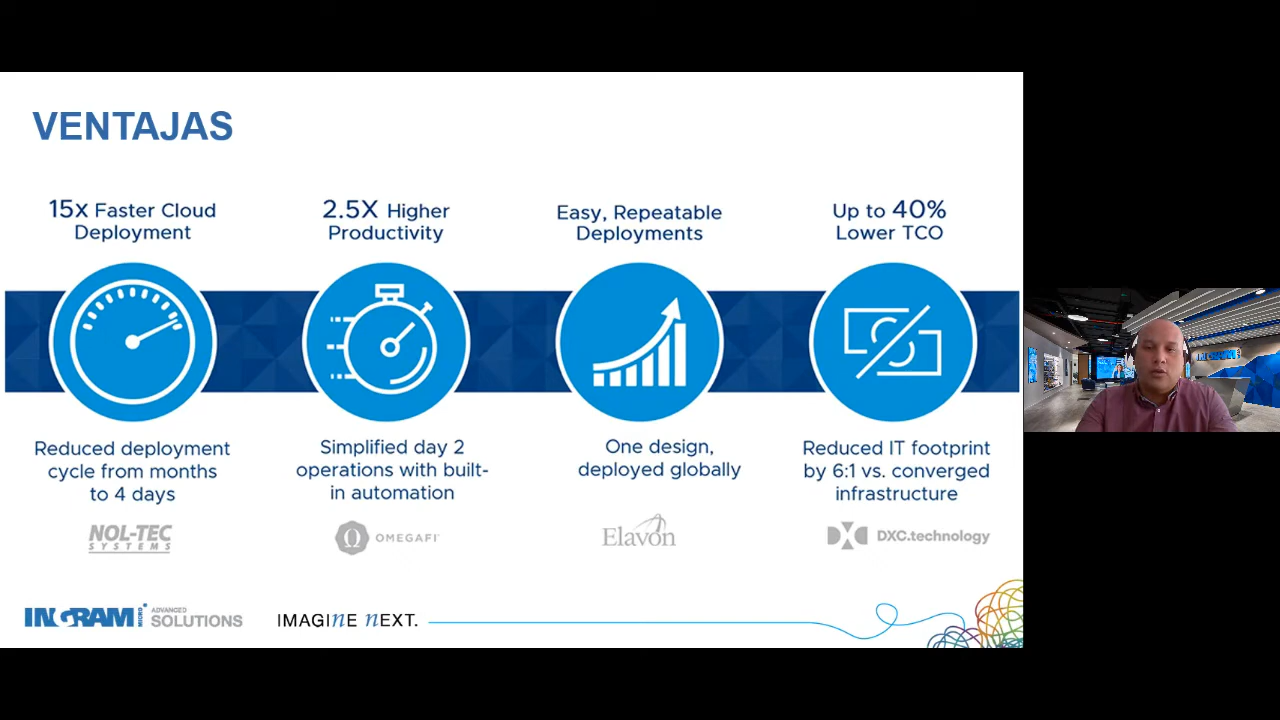 VENTAJAS
15x Faster Cloud
Deployment
2.5X Higher
Productivity
Easy, Repeatable
Deployments
Up to 40%
Lower TCO
Reduced deployment
cycle from months
to 4 days
Simplified day 2
operations with built-
in automation
One design,
deployed globally
Reduced IT footprint
by 6:1 vs. converged
infrastructure
NOL-TEC
SYSTEMS
OMEGAFI
Elavon
DXC.technology
INGRAM MICRO ADVANCED
SOLUTIONS
IMAGINE NEXT.